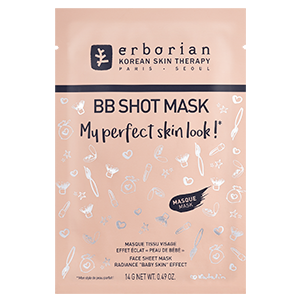 erborian
KOREAN SKIN THERAPY
PARIS - SEOUL
BB SHOT MASK
My perfect skin look !*
MASQUE
MASK
MASQUE TISSU VISAGE
EFFET ÉCLAT « PEAU DE BÉBÉ »
FACE SHEET MASK
RADIANCE "BABY SKIN" EFFECT
14 G NET WT. 0.49 OZ.